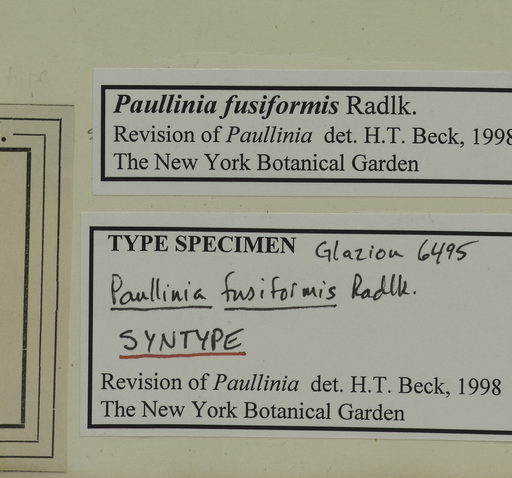 Paullinia fusiformis Radlk.
Revision of Paullinia det. H.T. Beck, 1998
The New York Botanical Garden
TYPE SPECIMEN Glaziou 6495
Paullinia fusiformis Radlk.
SYNTYPE
Revision of Paullinia det. H.T. Beck, 1998
The New York Botanical Garden